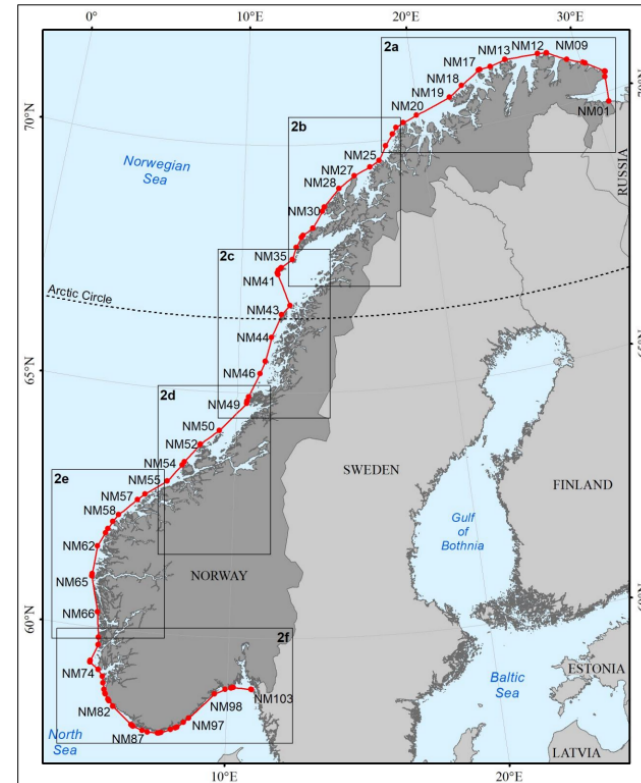 0°
10°
20°
30°
2a
NM17
NM13
NM12
NM09
NM18
NM19
NM20
NM01
70°N
70°N
2b
RUSSIA
Norwegian
Sea
NM25
NM27
NM28
NM30
2c
NM35
NM41
Arctic Circle
NM43
NM44
65°N
65°N
NM46
2d
NM49
NM50
NM52
SWEDEN
2e
NM54
NM55
FINLAND
NM57
NM58
Gulf
of
Bothnia
NM62
NORWAY
NM65
60°N
60°N
NM66
2f
NM74
ESTONIA
Baltic
Sea
NM103
NM98
NM82
NM97
North
Sea
NM87
LATVIA
10°E
20°E